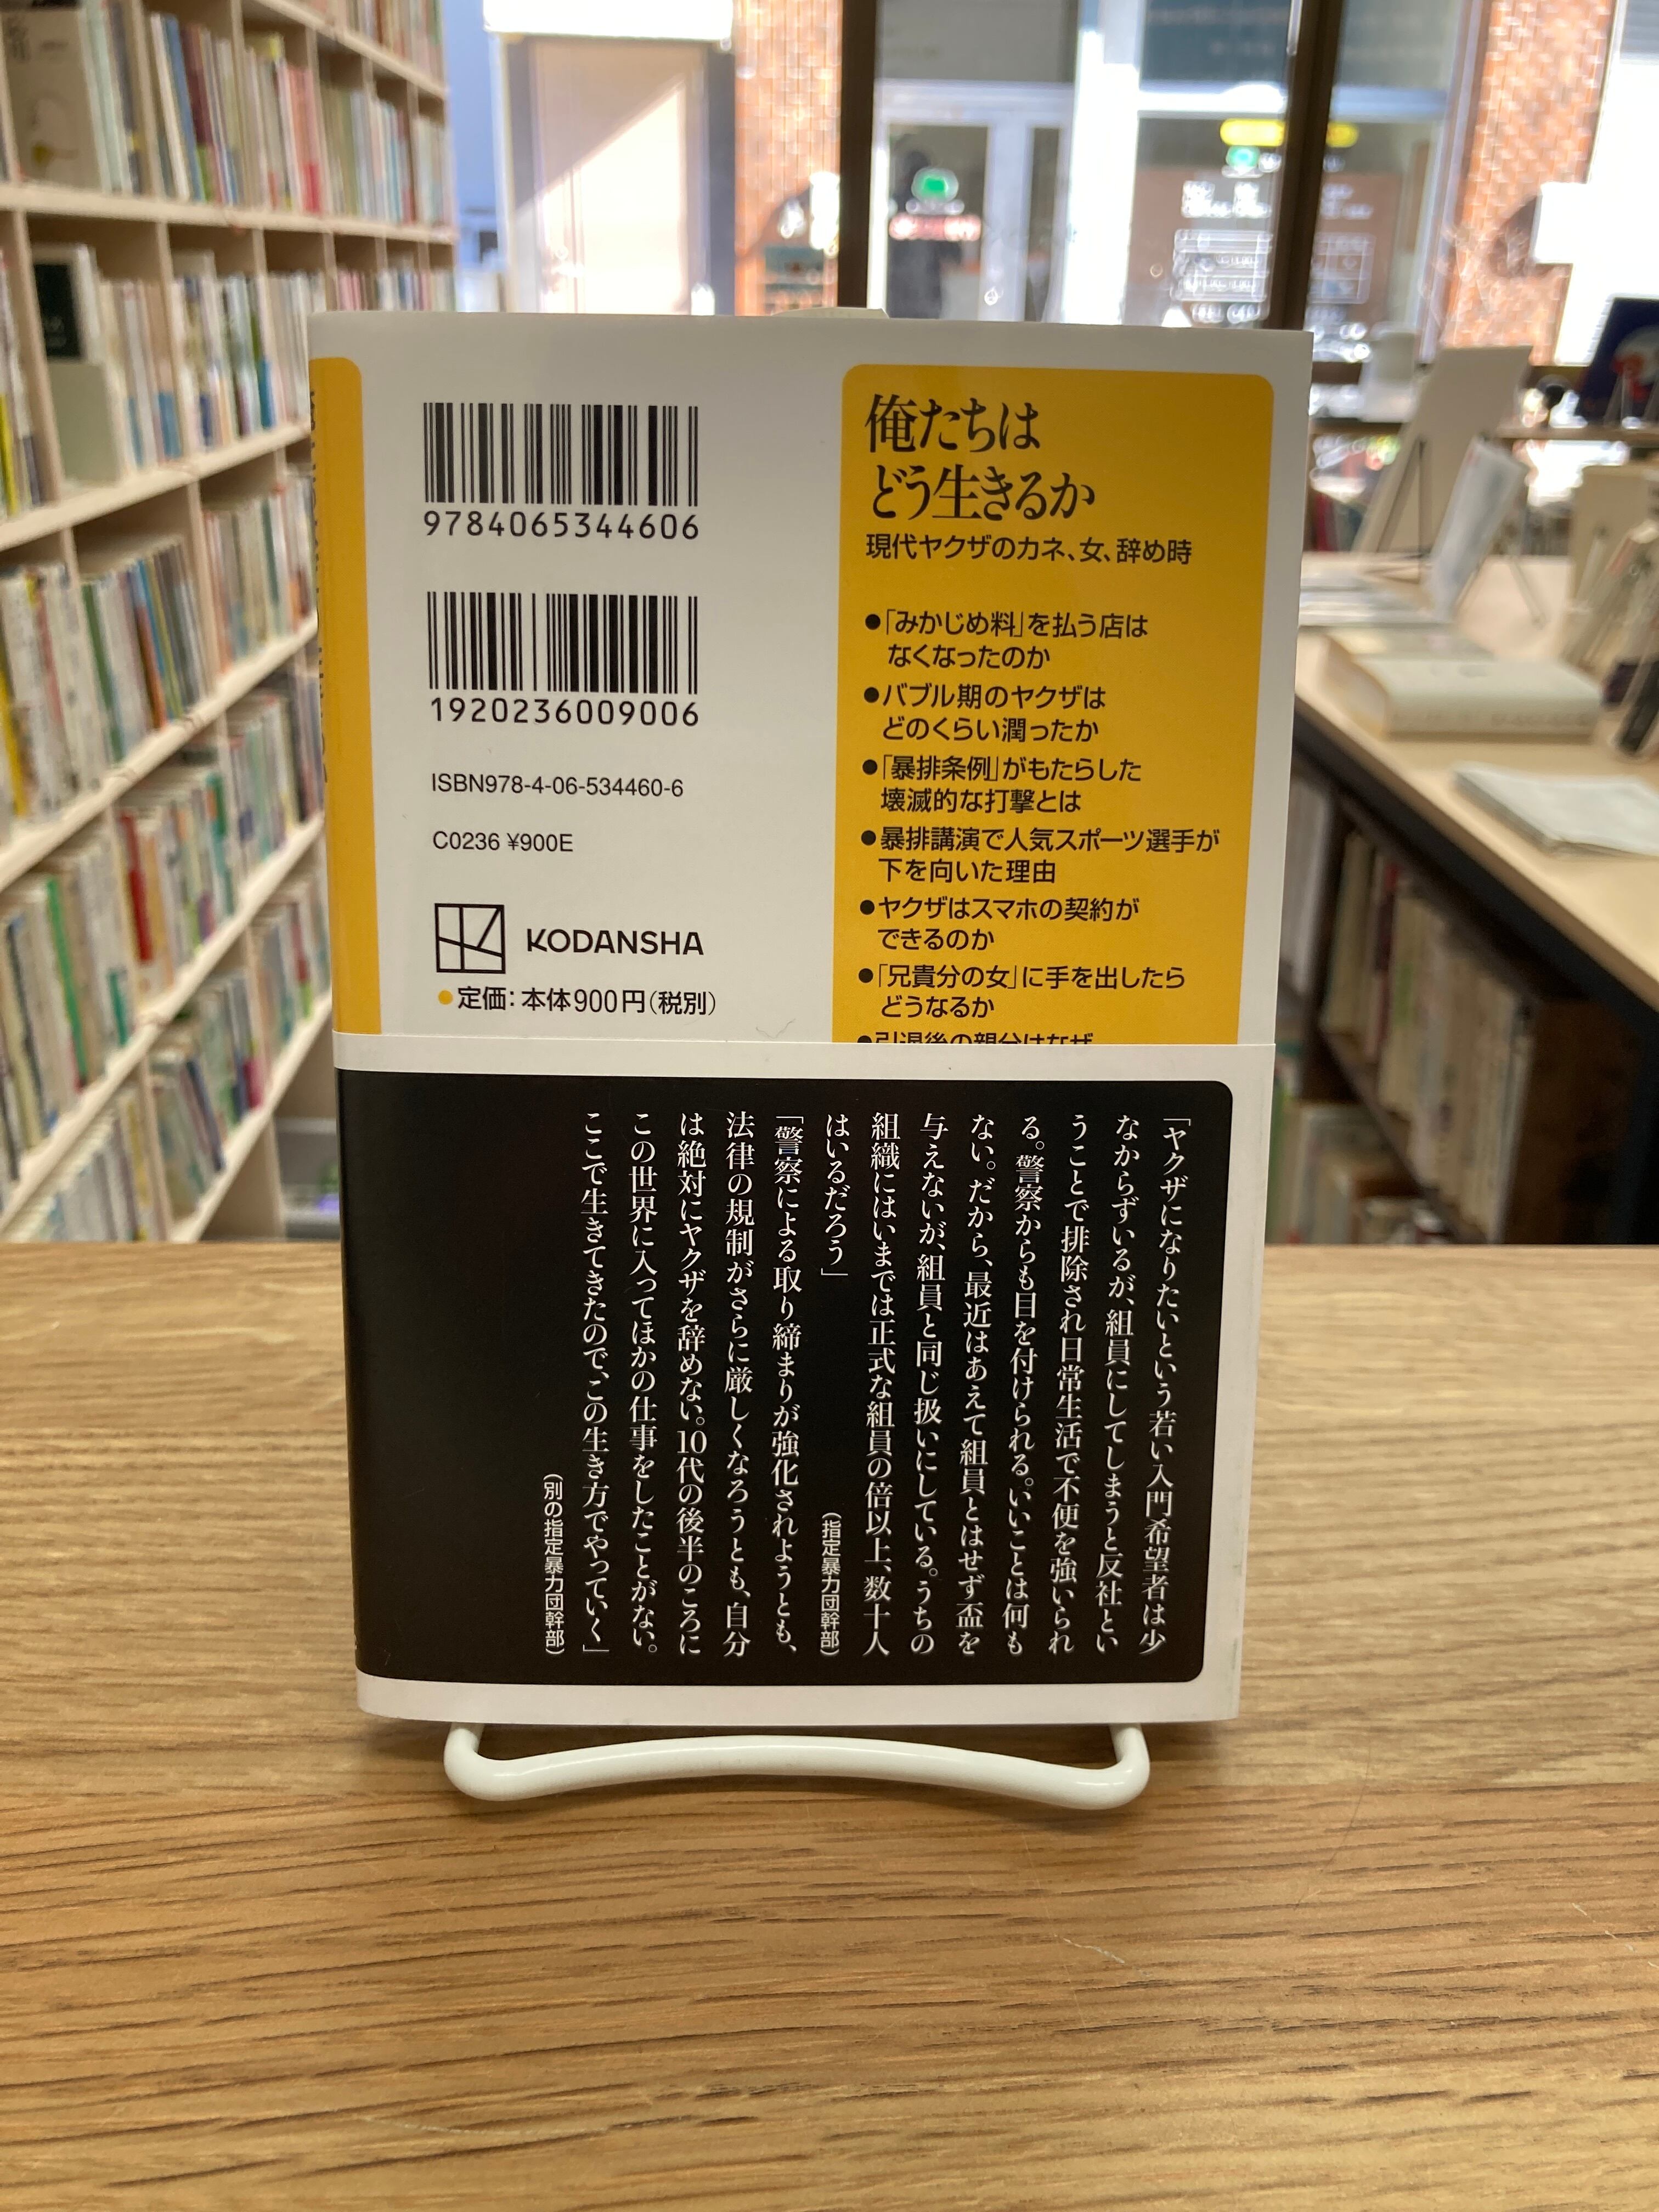 9784065344606
1920236009006
ISBN978-4-06-534460-6
C0236 ¥900E
KODANSHA
●定価:本体900円(税別)
俺たちは
どう生きるか
現代ヤクザのカネ、女、辞め時
●「みかじめ料」を払う店は
なくなったのか
●バブル期のヤクザは
どのくらい潤ったか
●「暴排条例」がもたらした
壊滅的な打撃とは
●暴排講演で人気スポーツ選手が
下を向いた理由
●ヤクザはスマホの契約が
できるのか
●「兄貴分の女」に手を出したら
どうなるか
●引退後の親分はなぜ
「ヤクザになりたいという若い入門希望者は少
なからずいるが、組員にしてしまうと反社とい
うことで排除され日常生活で不便を強いられ
る。警察からも目を付けられる。いいことは何も
ない。だから、最近はあえて組員とはせず盃を
与えないが、組員と同じ扱いにしている。うちの
組織にはいまでは正式な組員の倍以上、数十人
はいるだろう」
(指定暴力団幹部)
「警察による取り締まりが強化されようとも、
法律の規制がさらに厳しくなろうとも、自分
は絶対にヤクザを辞めない。10代の後半のころに
この世界に入ってほかの仕事をしたことがない。
ここで生きてきたので、この生き方でやっていく」
(別の指定暴力団幹部)